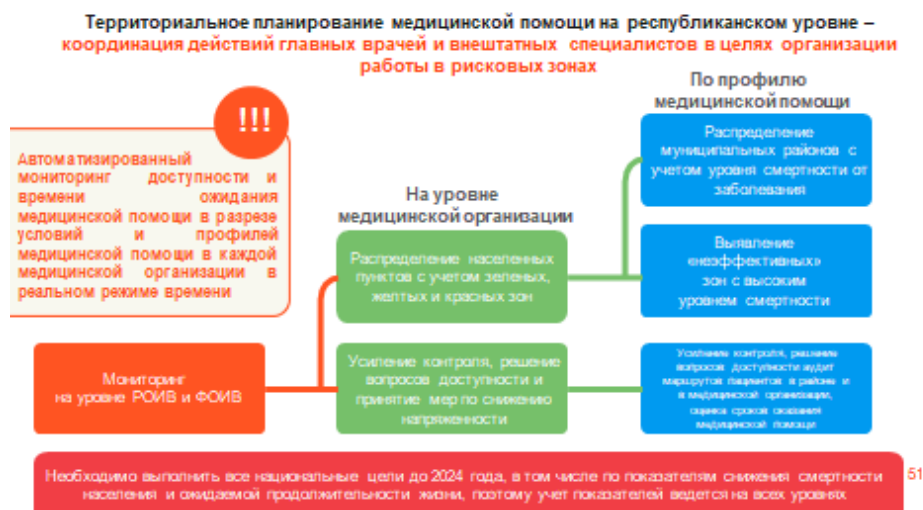 Территориальное планирование медицинской помощи на республиканском уровне –
координация действий главных врачей и внештатных специалистов в целях организации
работы в рисковых зонах
!!!
Автоматизированный
мониторинг доступности и
времени ожидания
медицинской помощи в разрезе
условий и профилей
медицинской помощи в каждой
медицинской организации в
реальном режиме времени
Мониторинг
на уровне РОИВ и ФОИВ
На уровне
медицинской организации
Распределение населенных
пунктов с учетом зеленых,
желтых и красных зон
Усиление контроля, решение
вопросов доступности и
принятие мер по снижению
напряженности
По профилю
медицинской помощи
Распределение
муниципальных районов с
учетом уровня смертности от
заболевания
Выявление
«неэффективных»
зон с высоким
уровнем смертности
Усиление контроля, решение
вопросов доступности аудит
маршрутов пациентов в районе и
в медицинской организации,
оценка сроков оказания
медицинской помощи
Необходимо выполнить все национальные цели до 2024 года, в том числе по показателям снижения смертности
населения и ожидаемой продолжительности жизни, поэтому учет показателей ведется на всех уровнях
51